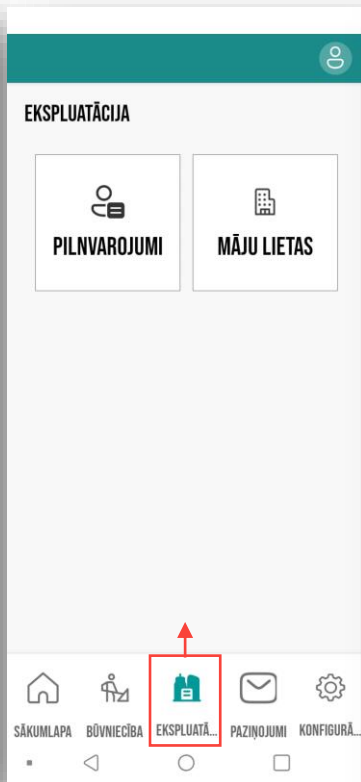 EKSPLUATĀCIJA
PILNVAROJUMI
MĀJU LIETAS
SĀKUMLAPA BŪVNIECĪBA EKSPLUATĀ... PAZIŅOJUMI KONFIGURĀ...